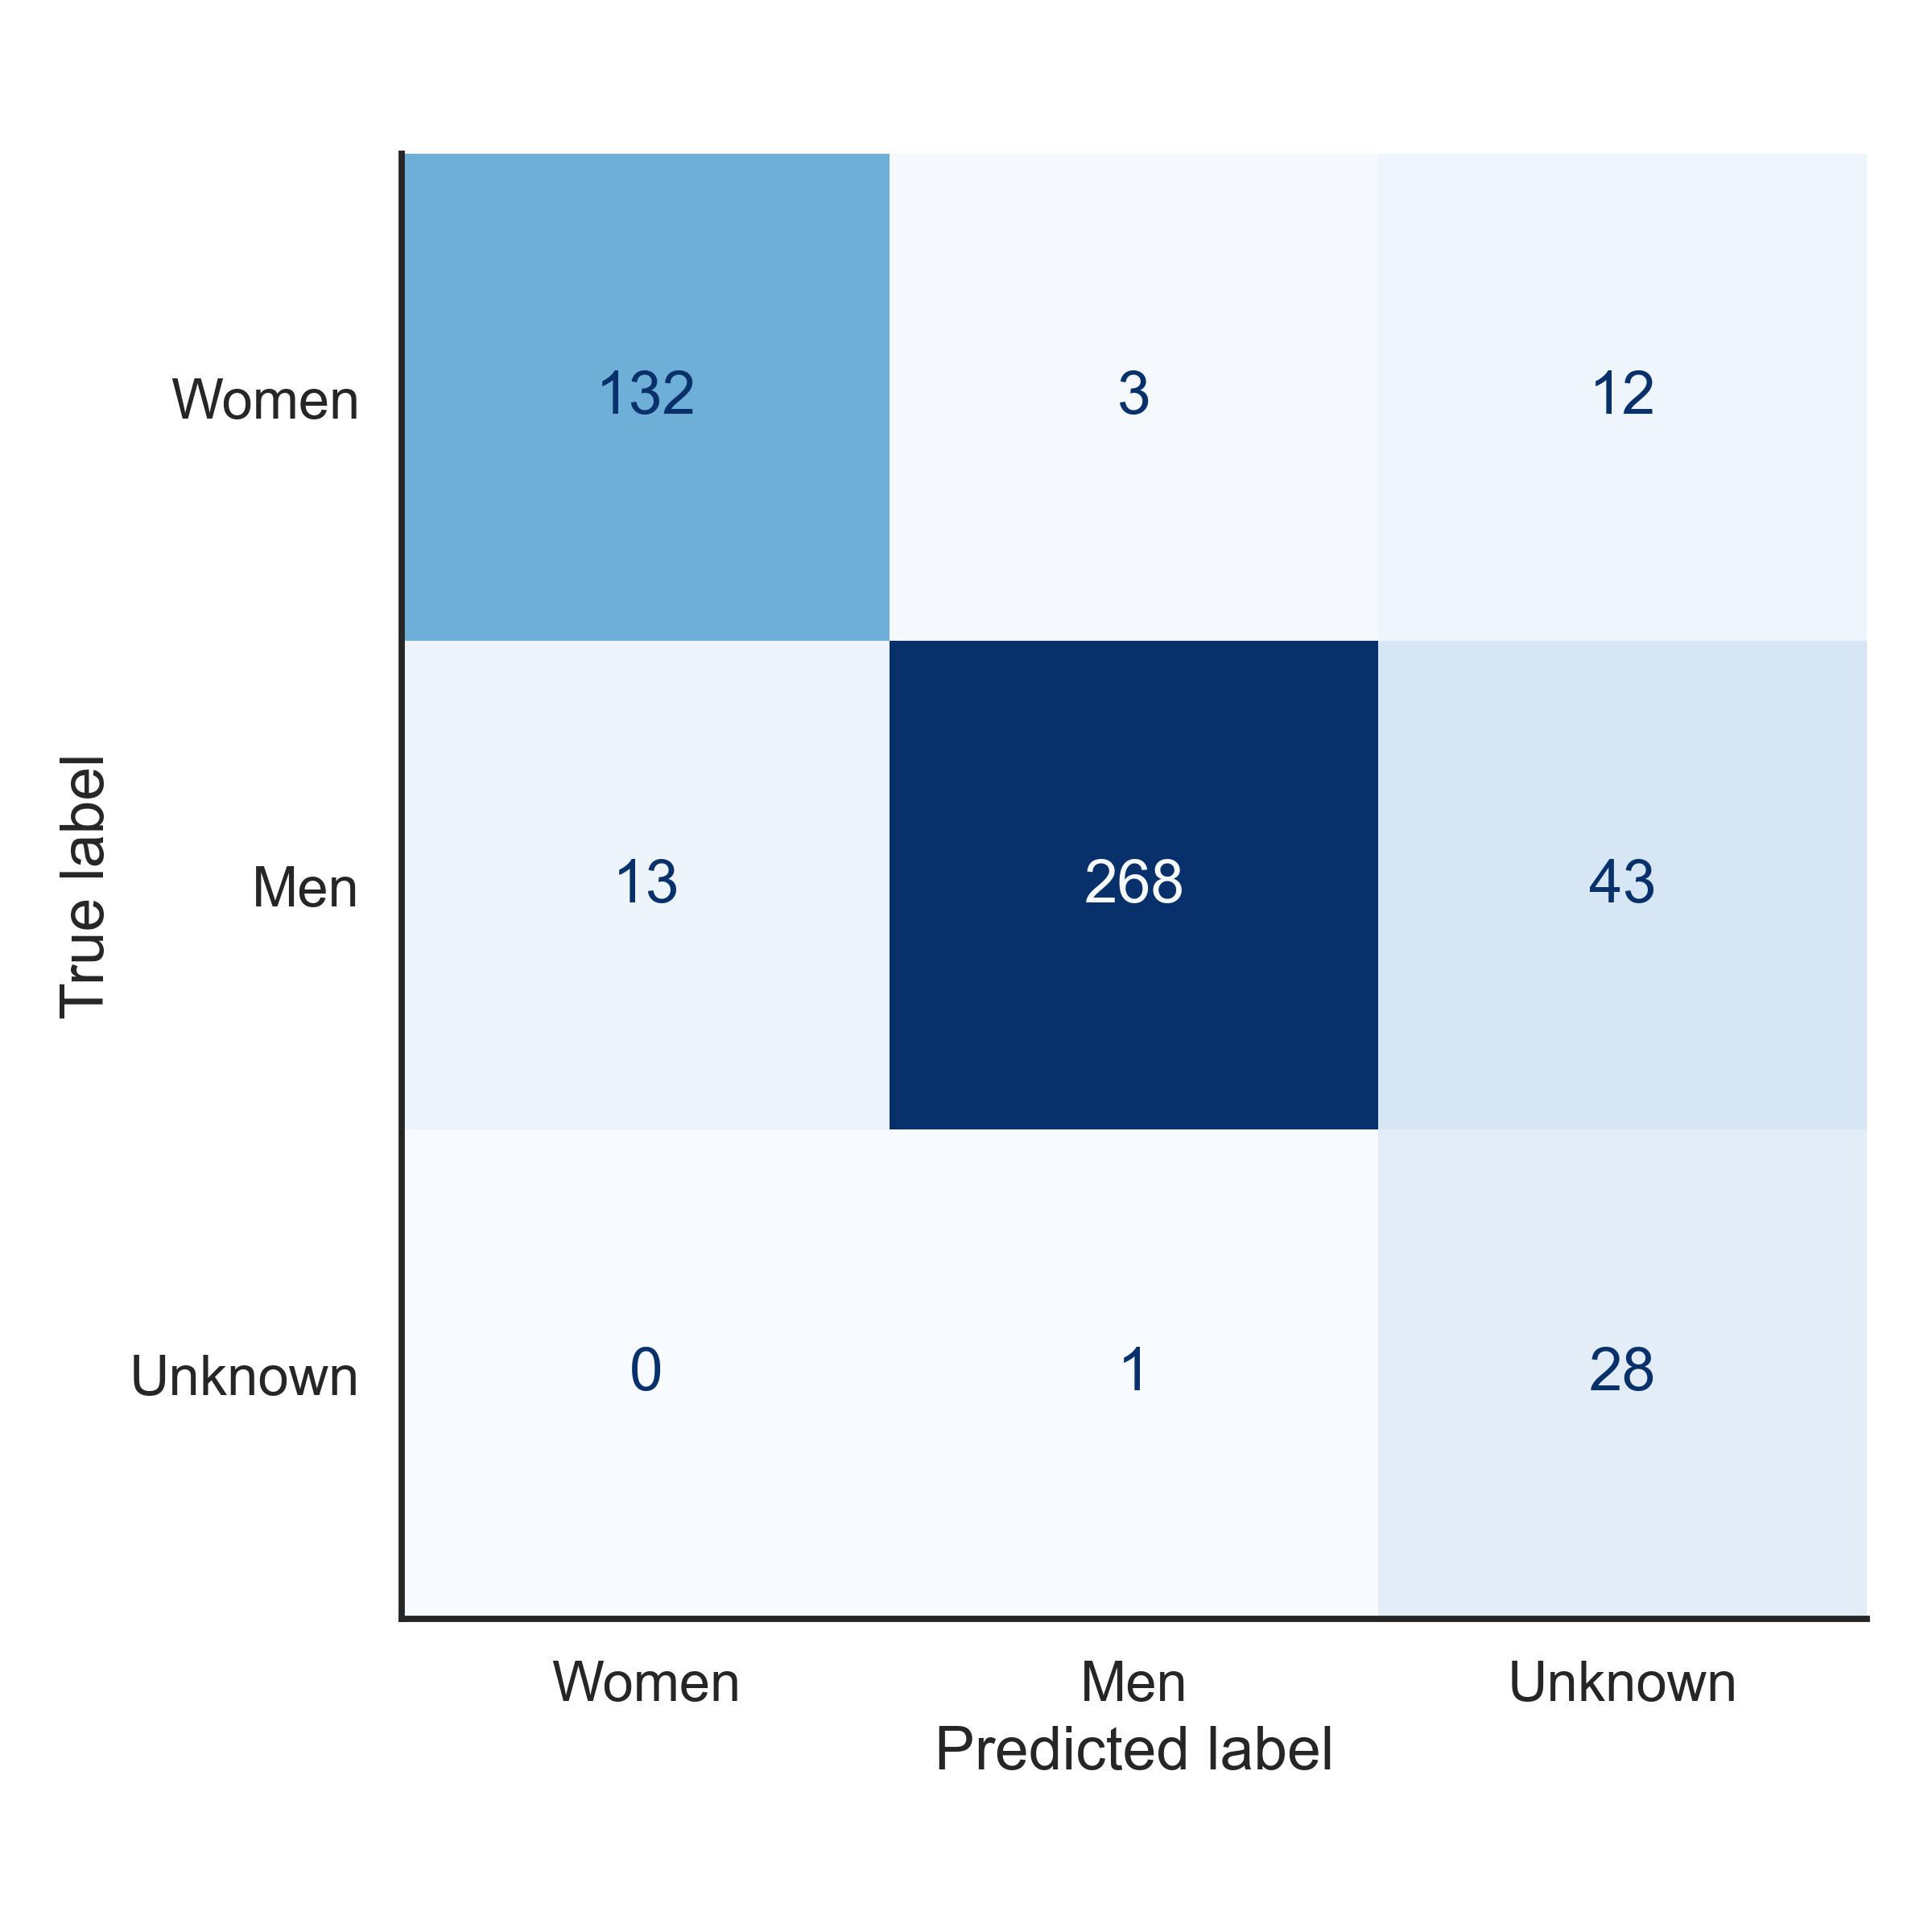 True label
Women 132 3 12
Men 13 268 43
Unknown 0 1 28
Women Men Unknown
Predicted label